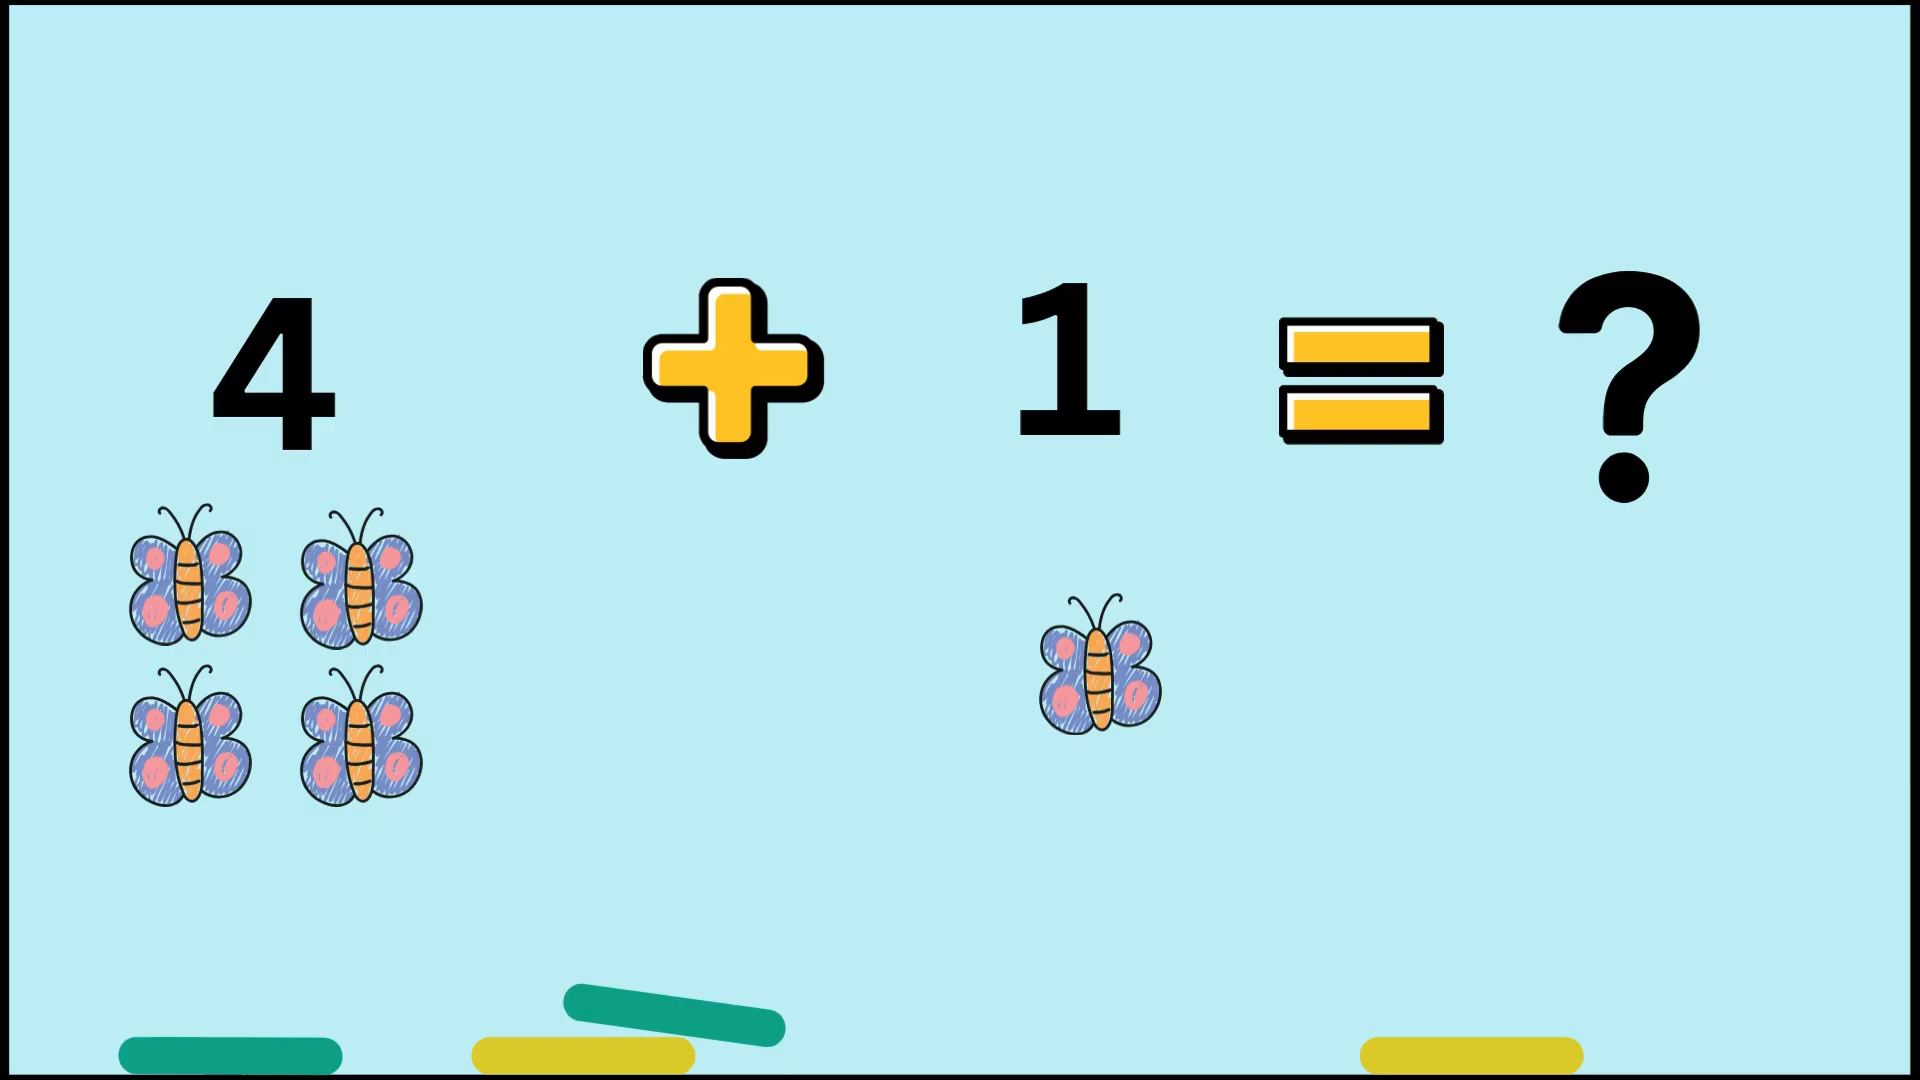 4 + 1 = ?